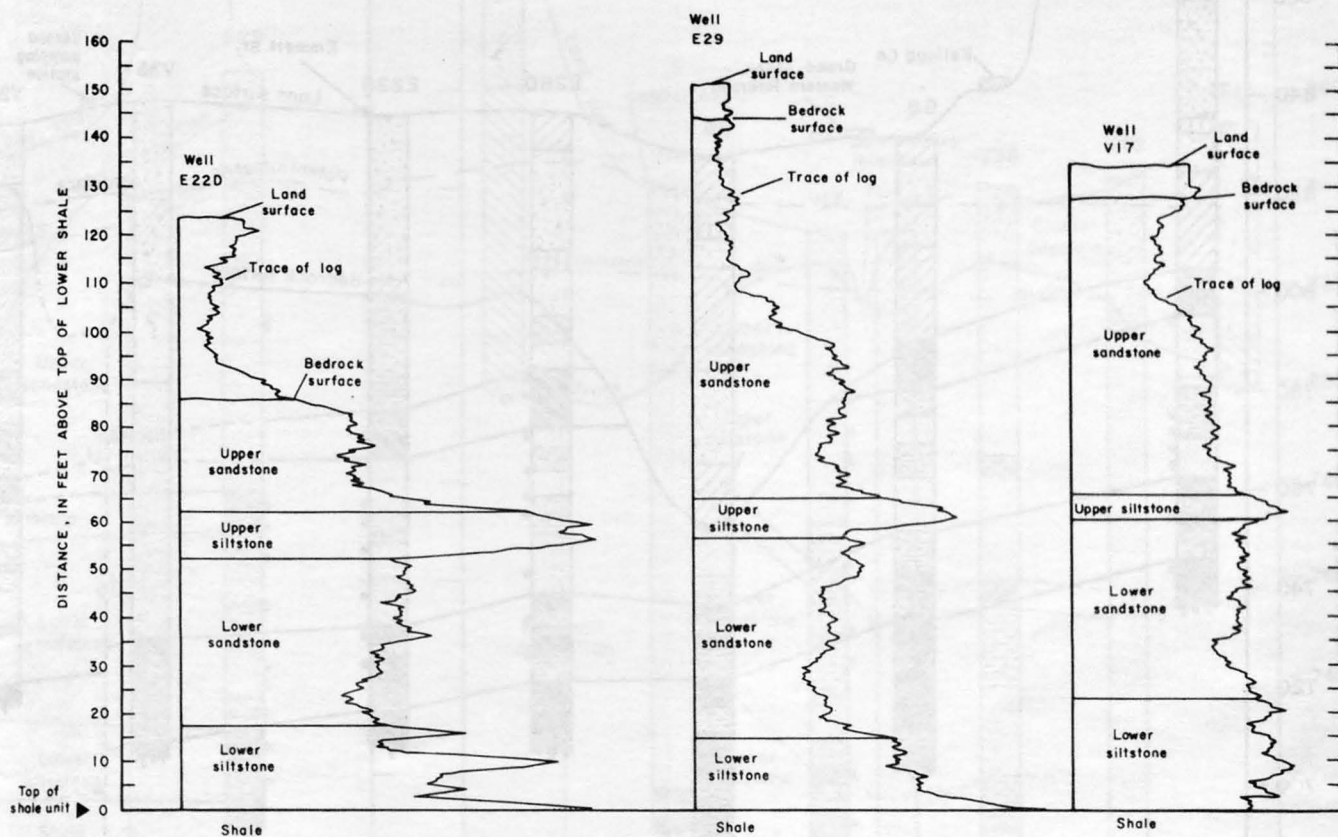 DISTANCE, IN FEET ABOVE TOP OF LOWER SHALE
160
150
140
130
120
110
100
90
80
70
60
50
40
30
20
10
0
Top of
shale unit
Well
E22D
Land
surface
Trace of log
Bedrock
surface
Upper
sandstone
Upper
siltstone
Lower
sandstone
Lower
siltstone
Shale
Well
E29
Land
surface
Bedrock
surface
Trace of log
Upper
sandstone
Upper
siltstone
Lower
sandstone
Lower
siltstone
Shale
Well
V17
Land
surface
Bedrock
surface
Trace of log
Upper
sandstone
Upper siltstone
Lower
sandstone
Lower
siltstone
Shale